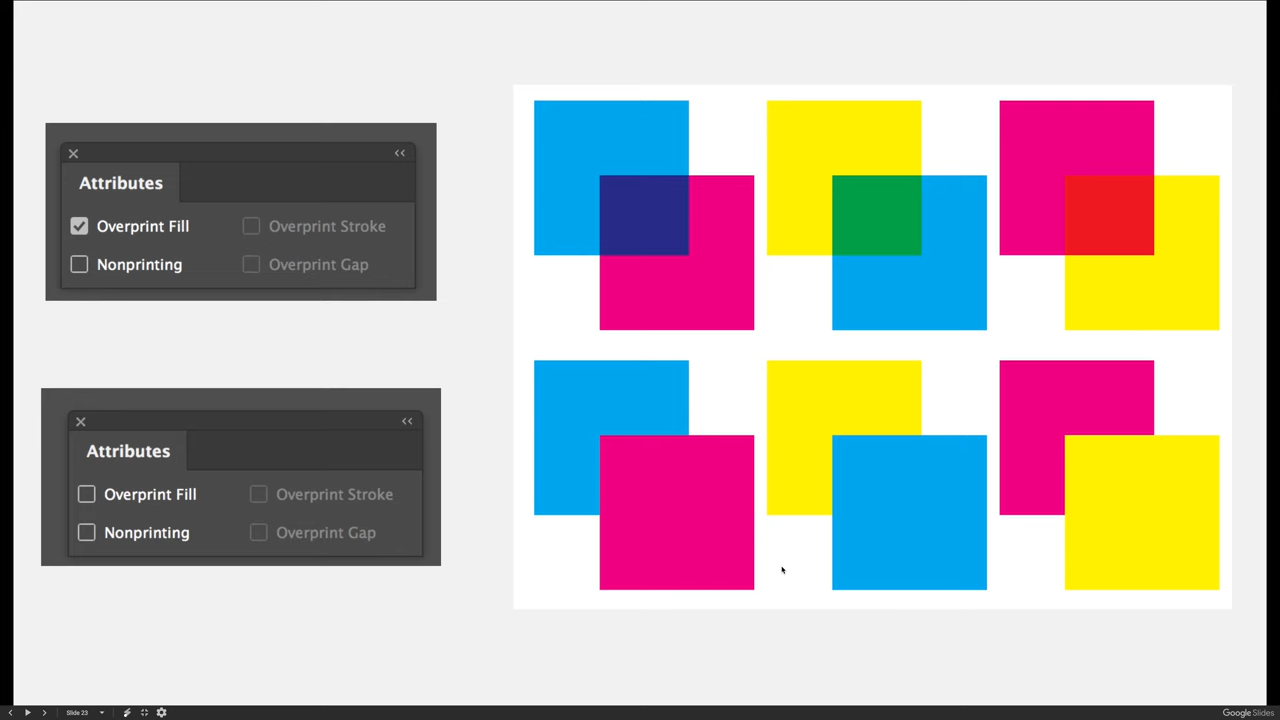 Attributes
Overprint Fill Overprint Stroke
Nonprinting Overprint Gap
Attributes
Overprint Fill Overprint Stroke
Nonprinting Overprint Gap
Slide 23 Google Slides